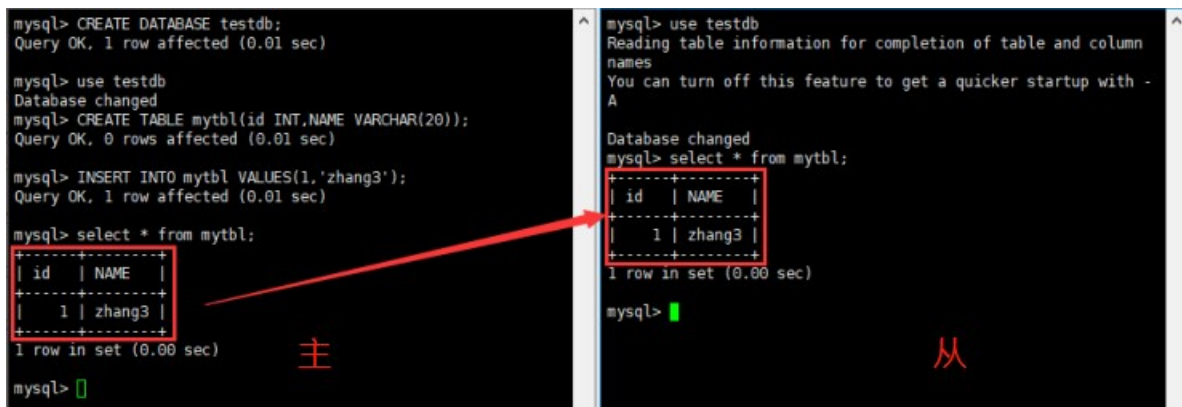 mysql> CREATE DATABASE testdb;
Query OK, 1 row affected (0.01 sec)
mysql> use testdb
Database changed
mysql> CREATE TABLE mytbl(id INT,NAME VARCHAR(20));
Query OK, 0 rows affected (0.01 sec)
mysql> INSERT INTO mytbl VALUES(1,'zhang3');
Query OK, 1 row affected (0.01 sec)
mysql> select * from mytbl;
+------+--------+
| id   | NAME   |
+------+--------+
|    1 | zhang3 |
+------+--------+
1 row in set (0.00 sec)
主
mysql>
mysql> use testdb
Reading table information for completion of table and column
names
You can turn off this feature to get a quicker startup with -
A
Database changed
mysql> select * from mytbl;
+------+--------+
| id   | NAME   |
+------+--------+
|    1 | zhang3 |
+------+--------+
1 row in set (0.00 sec)
mysql>
从